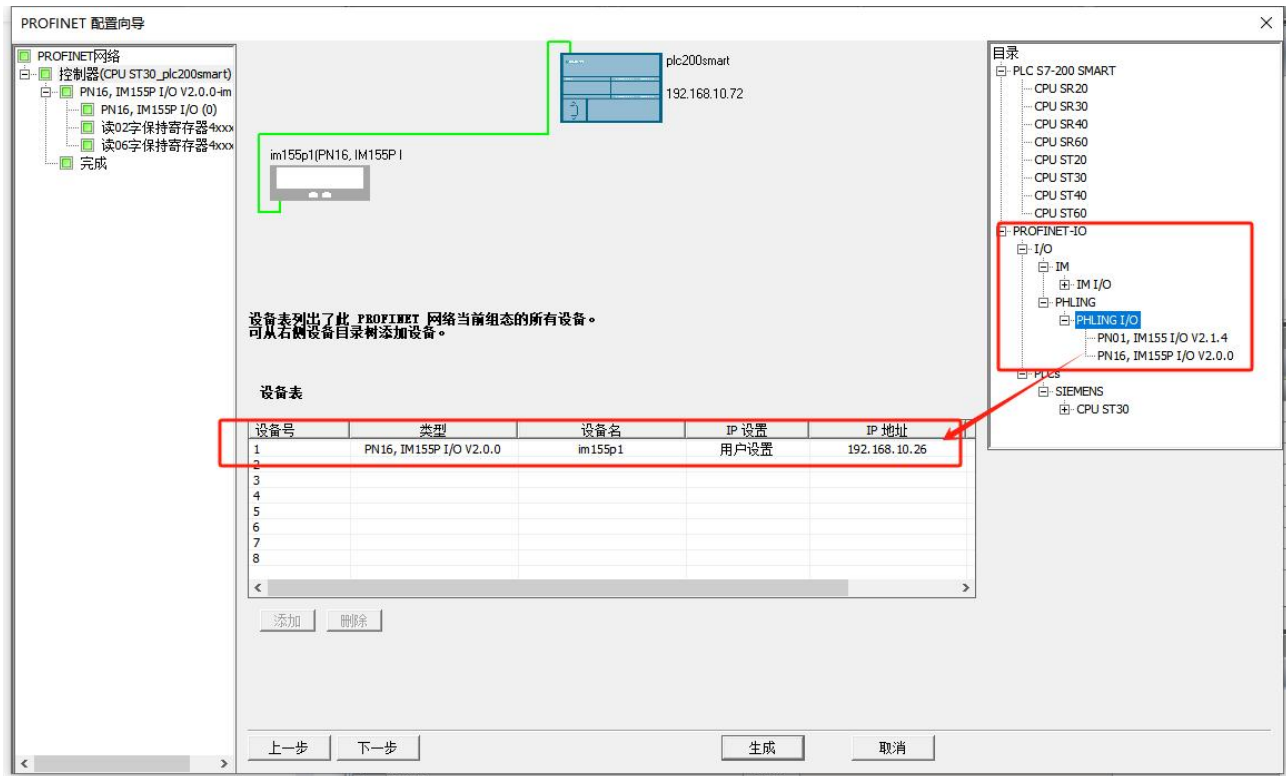 PROFINET 配置向导
PROFINET网络
控制器(CPU ST30_plc200smart)
PN16, IM155P I/O V2.0.0-im
PN16, IM155P I/O (0)
读02字保持寄存器4xxx
读06字保持寄存器4xxx
完成
plc200smart
192.168.10.72
im155p1(PN16, IM155P I
设备表列出了此 PROFINET 网络当前组态的所有设备。
可从右侧设备目录树添加设备。
设备表
设备号 类型 设备名 IP 设置 IP 地址
1 PN16, IM155P I/O V2.0.0 im155p1 用户设置 192.168.10.26
2
3
4
5
6
7
8
添加 删除
上一步 下一步 生成 取消
目录
PLC S7-200 SMART
CPU SR20
CPU SR30
CPU SR40
CPU SR60
CPU ST20
CPU ST30
CPU ST40
CPU ST60
PROFINET-IO
I/O
IM
IM I/O
PHLING
PHLING I/O
PN01, IM155 I/O V2.1.4
PN16, IM155P I/O V2.0.0
PLCs
SIEMENS
CPU ST30